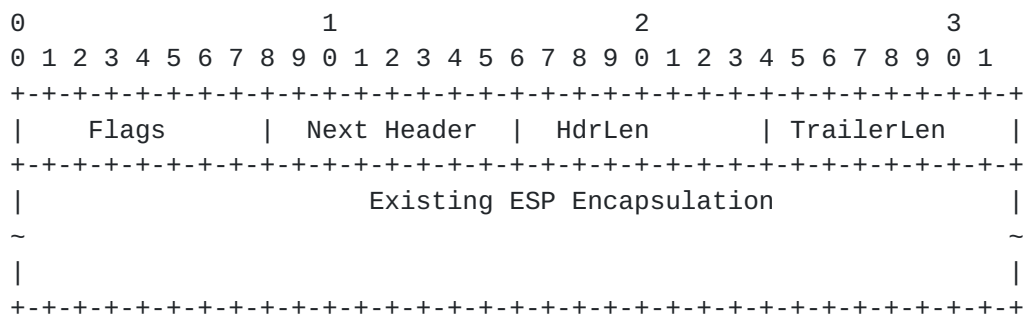 0                   1                   2                   3
0 1 2 3 4 5 6 7 8 9 0 1 2 3 4 5 6 7 8 9 0 1 2 3 4 5 6 7 8 9 0 1
+-+-+-+-+-+-+-+-+-+-+-+-+-+-+-+-+-+-+-+-+-+-+-+-+-+-+-+-+-+-+-+-+
|    Flags      |  Next Header  |  HdrLen       | TrailerLen    |
+-+-+-+-+-+-+-+-+-+-+-+-+-+-+-+-+-+-+-+-+-+-+-+-+-+-+-+-+-+-+-+-+
|                      Existing ESP Encapsulation               |
~                                                               ~
|                                                               |
+-+-+-+-+-+-+-+-+-+-+-+-+-+-+-+-+-+-+-+-+-+-+-+-+-+-+-+-+-+-+-+-+